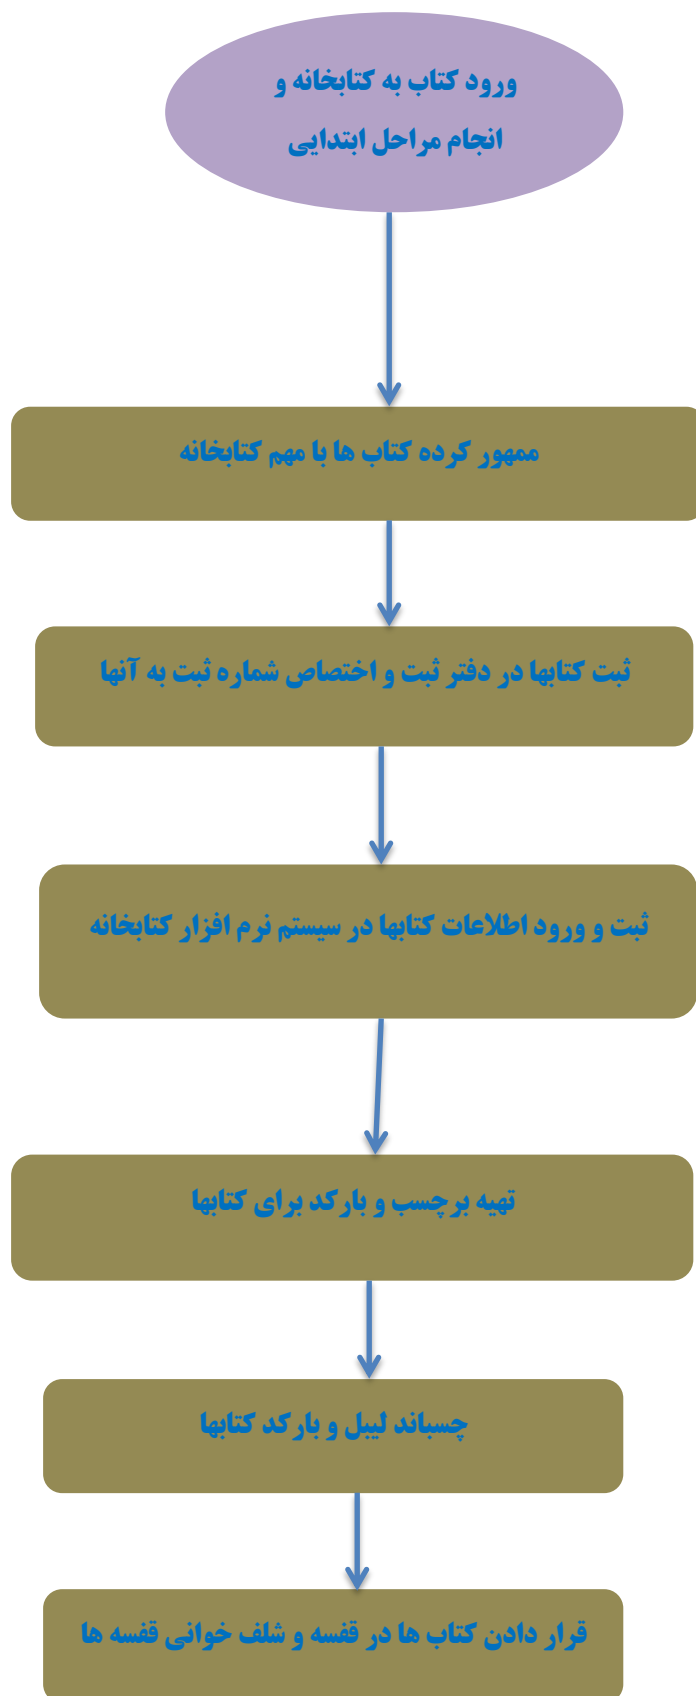 ورود کتاب به کتابخانه و
انجام مراحل ابتدایی
ممهور کرده کتاب ها با مهم کتابخانه
ثبت کتابها در دفتر ثبت و اختصاص شماره ثبت به آنها
ثبت و ورود اطلاعات کتابها در سیستم نرم افزار کتابخانه
تهیه برچسب و بارکد برای کتابها
چسباند لیبل و بارکد کتابها
قرار دادن کتاب ها در قفسه و شلف خوانی قفسه ها